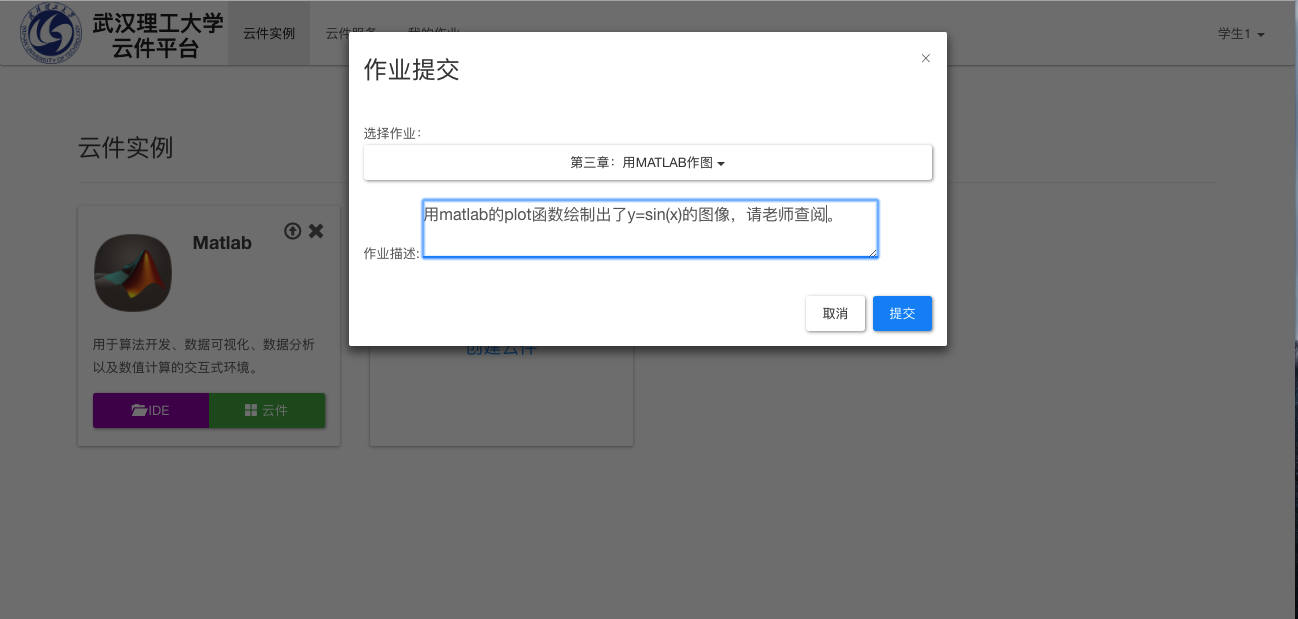 武汉理工大学
云件平台
云件实例
云件服务
我的作业
学生1
作业提交
×
选择作业：
第三章：用MATLAB作图
用matlab的plot函数绘制出了y=sin(x)的图像，请老师查阅。
作业描述:
取消
提交
云件实例
Matlab
用于算法开发、数据可视化、数据分析
以及数值计算的交互式环境。
IDE
云件
创建云件